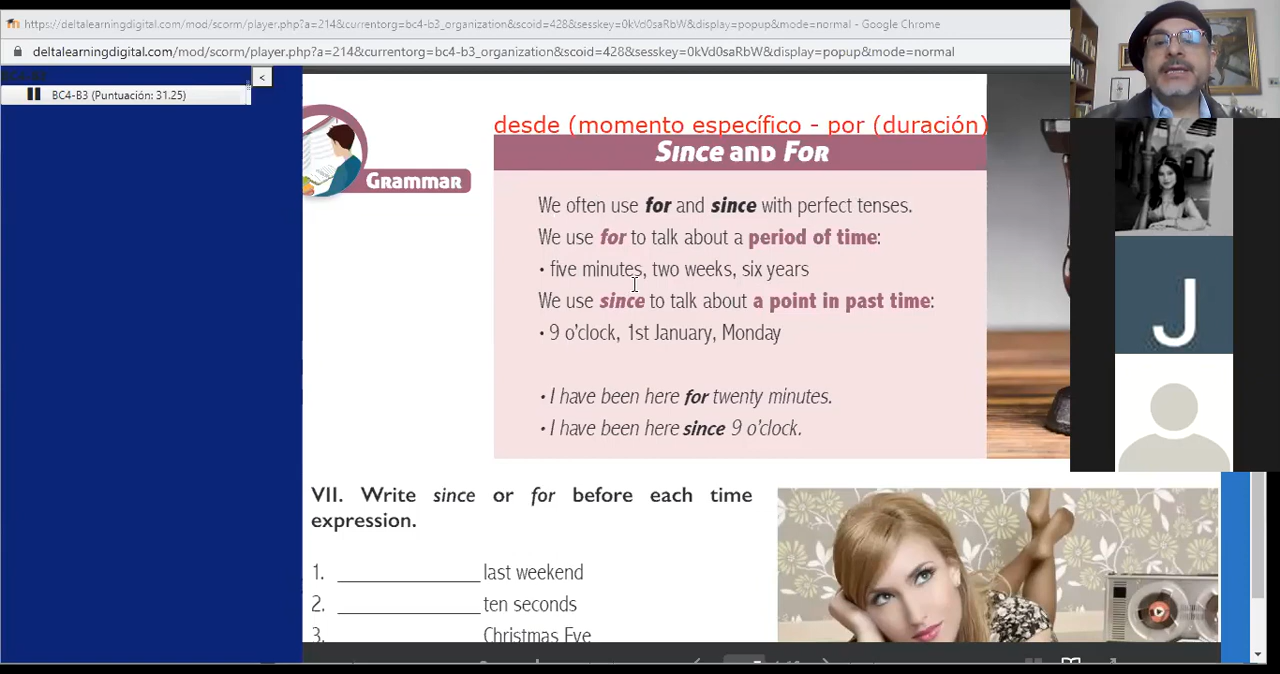 https://deltalearningdigital.com/mod/scorm/player.php?a=214&currentorg=bc4-b3_organization&scoid=428&sesskey=0kVd0saRbW&display=popup&mode=normal - Google Chrome
deltalearningdigital.com/mod/scorm/player.php?a=214&currentorg=bc4-b3_organization&scoid=428&sesskey=0kVd0saRbW&display=popup&mode=normal
BC4-B3
<
BC4-B3 (Puntuación: 31.25)
desde (momento específico - por (duración)
SINCE AND FOR
Grammar
We often use for and since with perfect tenses.
We use for to talk about a period of time:
• five minutes, two weeks, six years
We use since to talk about a point in past time:
• 9 o'clock, 1st January, Monday
• I have been here for twenty minutes.
• I have been here since 9 o'clock.
VII. Write since or for before each time
expression.
1. _______________ last weekend
2. _______________ ten seconds
3. _______________ Christmas Eve
J